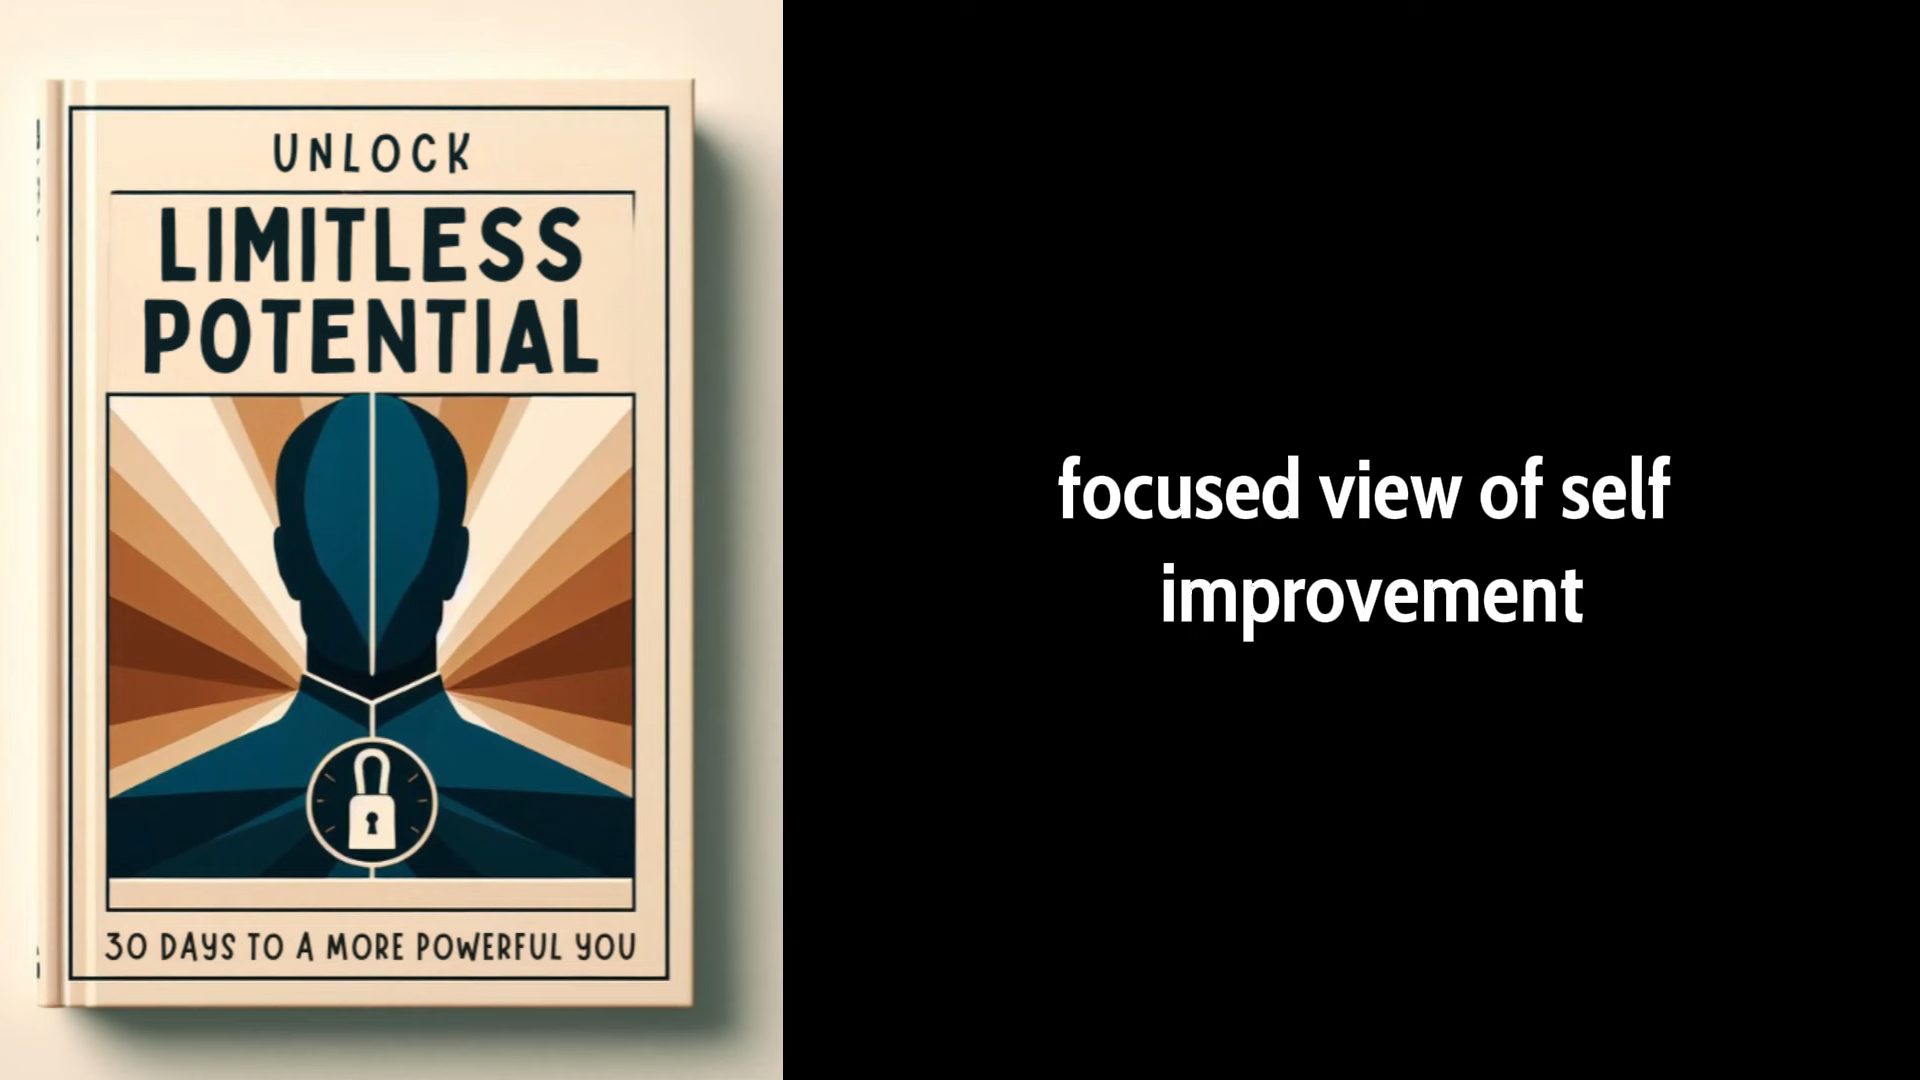 UNLOCK
LIMITLESS
POTENTIAL
30 DAYS TO A MORE POWERFUL YOU
focused view of self
improvement